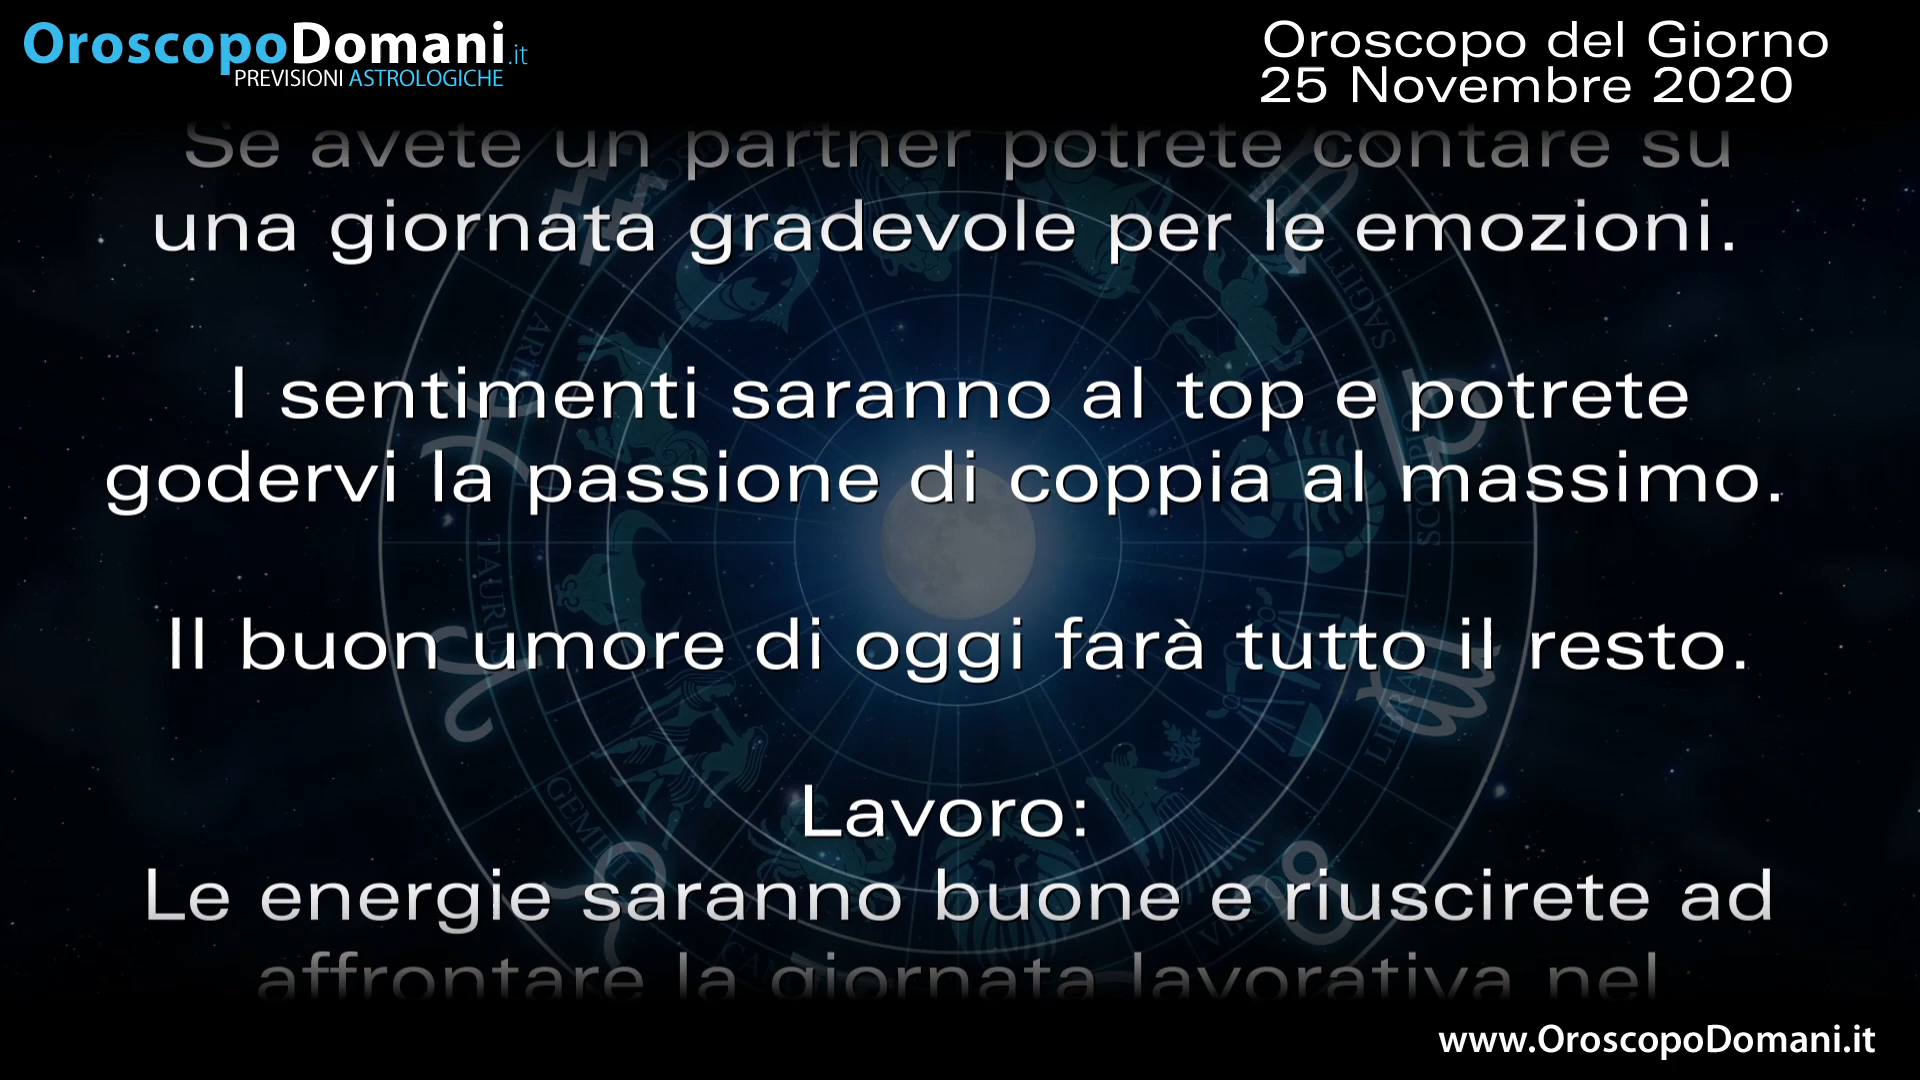 OroscopoDomani.it
PREVISIONI ASTROLOGICHE
Oroscopo del Giorno
25 Novembre 2020
Se avete un partner potrete contare su
una giornata gradevole per le emozioni.
I sentimenti saranno al top e potrete
godervi la passione di coppia al massimo.
Il buon umore di oggi farà tutto il resto.
Lavoro:
Le energie saranno buone e riuscirete ad
affrontare la giornata lavorativa nel
www.OroscopoDomani.it
TAURUS